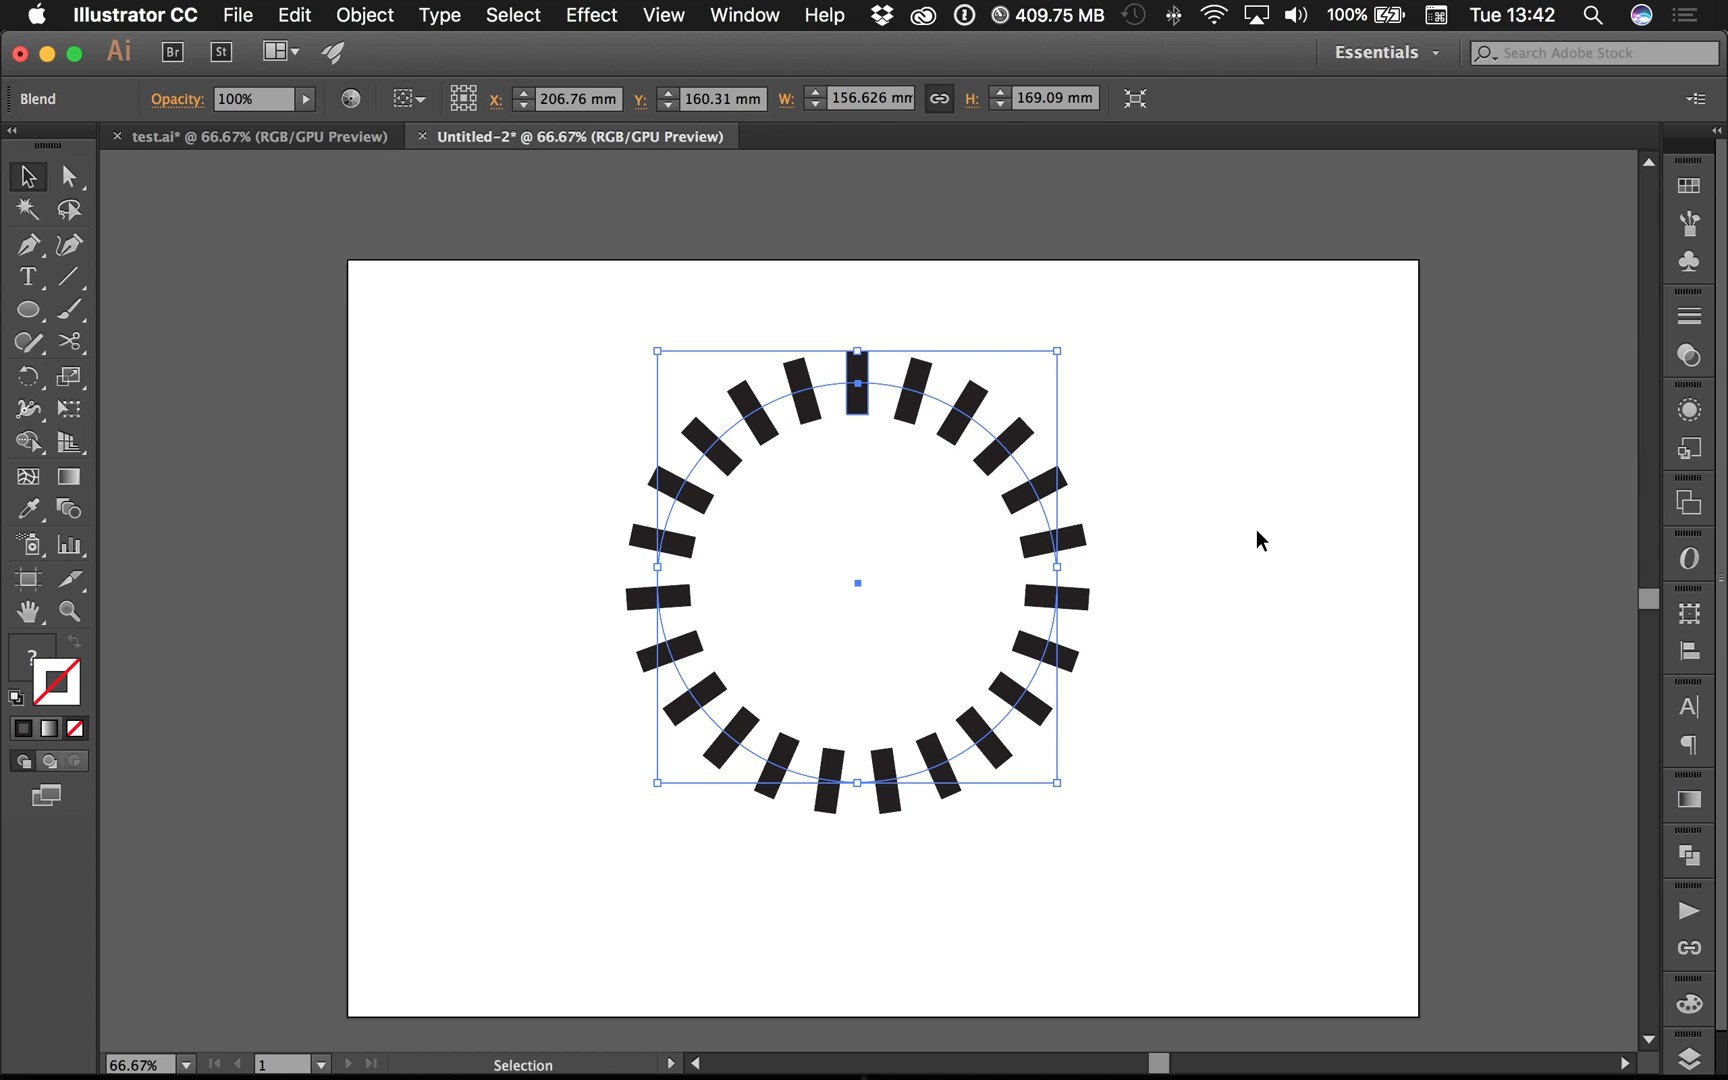 Illustrator CC File Edit Object Type Select Effect View Window Help 409.75 MB 100% Tue 13:42
Ai Br St Essentials Search Adobe Stock
Blend Opacity: 100% X: 206.76 mm Y: 160.31 mm W: 156.626 mm H: 169.09 mm
× test.ai* @ 66.67% (RGB/GPU Preview) × Untitled-2* @ 66.67% (RGB/GPU Preview)
T
?
O
A
66.67% 1 Selection